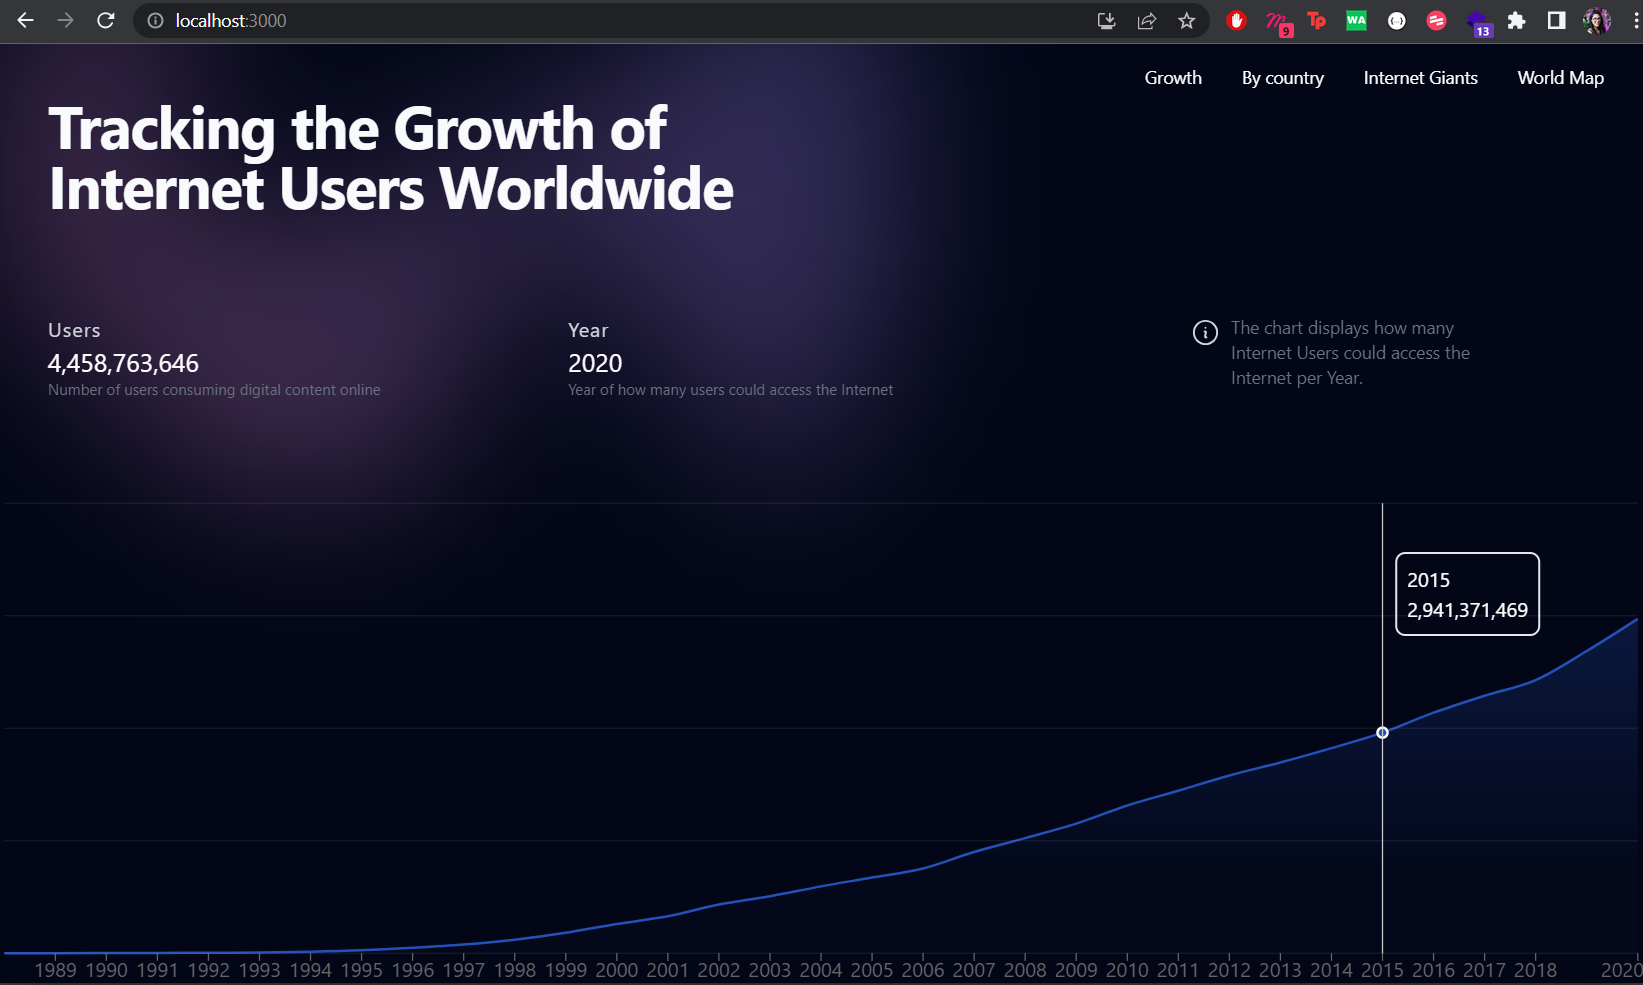 localhost:3000
9
Tp
WA
13
Growth By country Internet Giants World Map
Tracking the Growth of
Internet Users Worldwide
Users
4,458,763,646
Number of users consuming digital content online
Year
2020
Year of how many users could access the Internet
The chart displays how many
Internet Users could access the
Internet per Year.
2015
2,941,371,469
1989 1990 1991 1992 1993 1994 1995 1996 1997 1998 1999 2000 2001 2002 2003 2004 2005 2006 2007 2008 2009 2010 2011 2012 2013 2014 2015 2016 2017 2018 2020